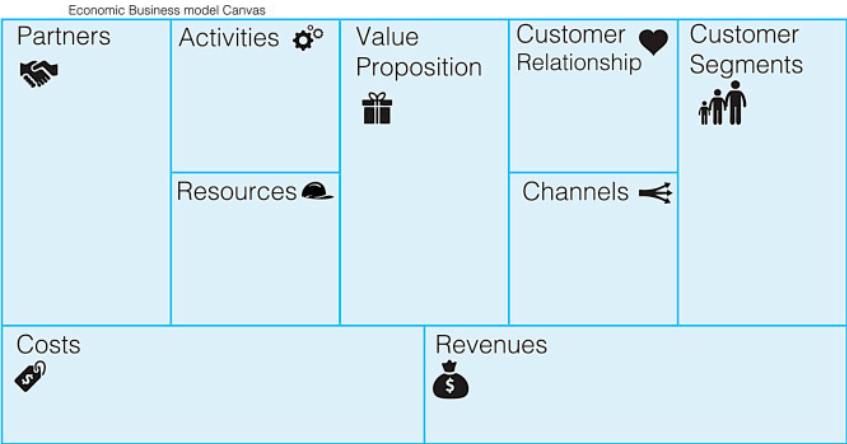 Economic Business model Canvas
Partners
Activities
Value
Proposition
Customer
Relationship
Customer
Segments
Resources
Channels
Costs
$
Revenues
$